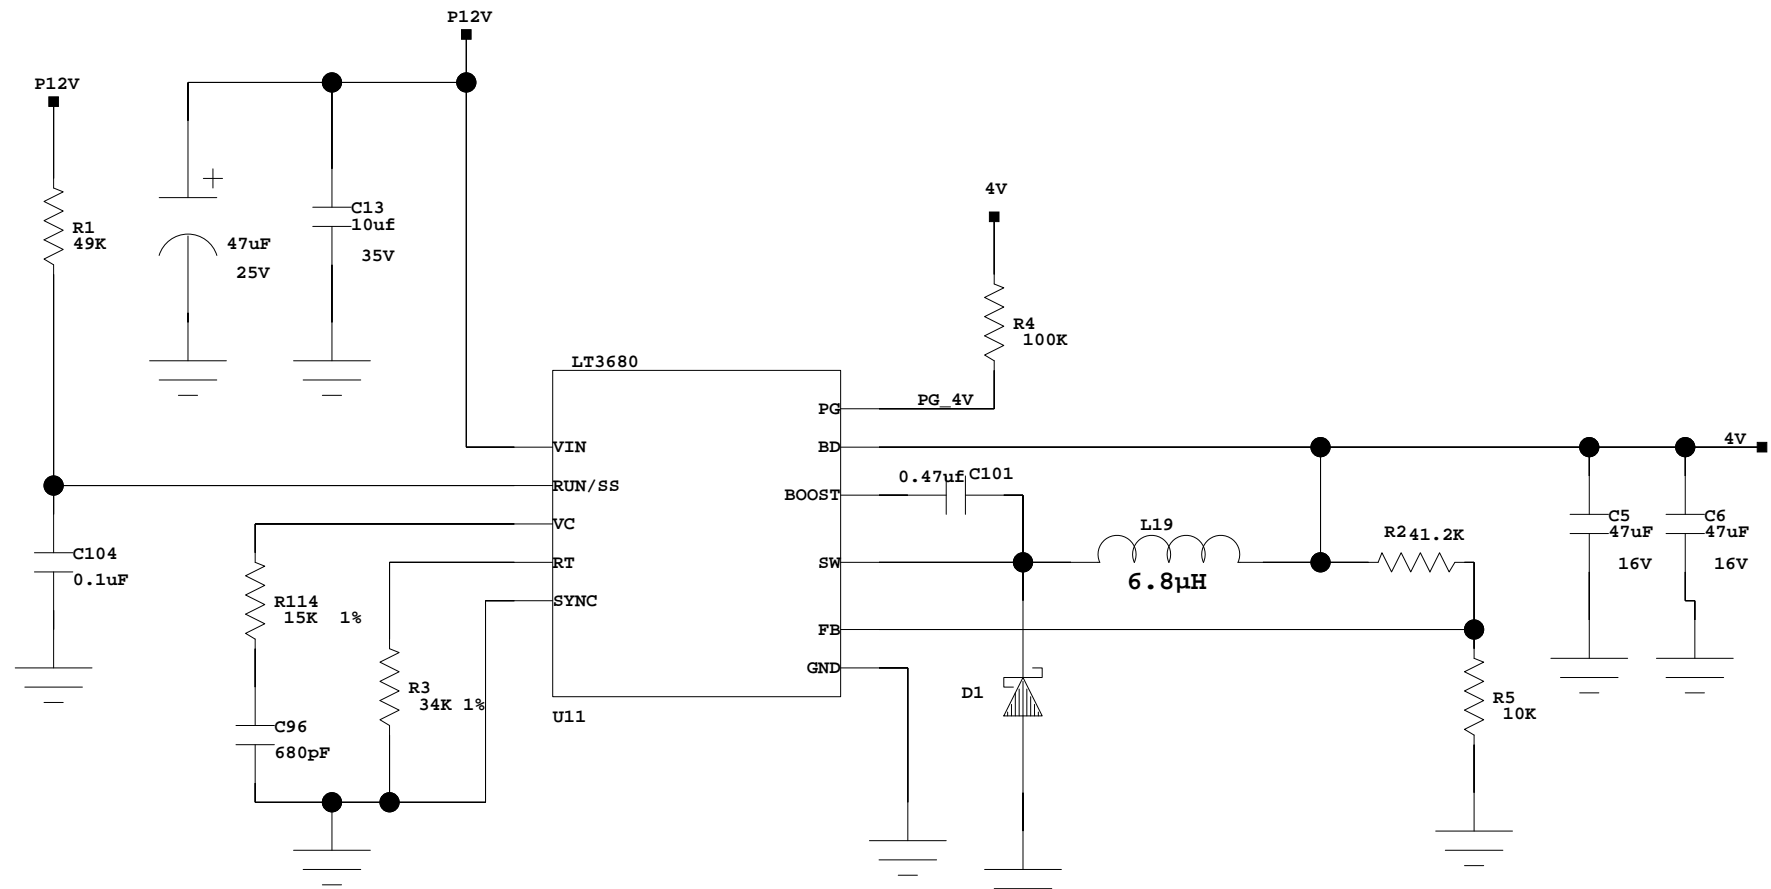 P12V
P12V
R1
49K
47uF
25V
C13
10uf
35V
4V
R4
100K
LT3680
PG
PG_4V
VIN
BD
4V
RUN/SS
BOOST
0.47uf
C101
VC
C104
0.1uF
RT
SW
L19
6.8µH
R2
41.2K
C5
47uF
16V
C6
47uF
16V
R114
15K 1%
SYNC
FB
GND
R3
34K 1%
D1
R5
10K
U11
C96
680pF